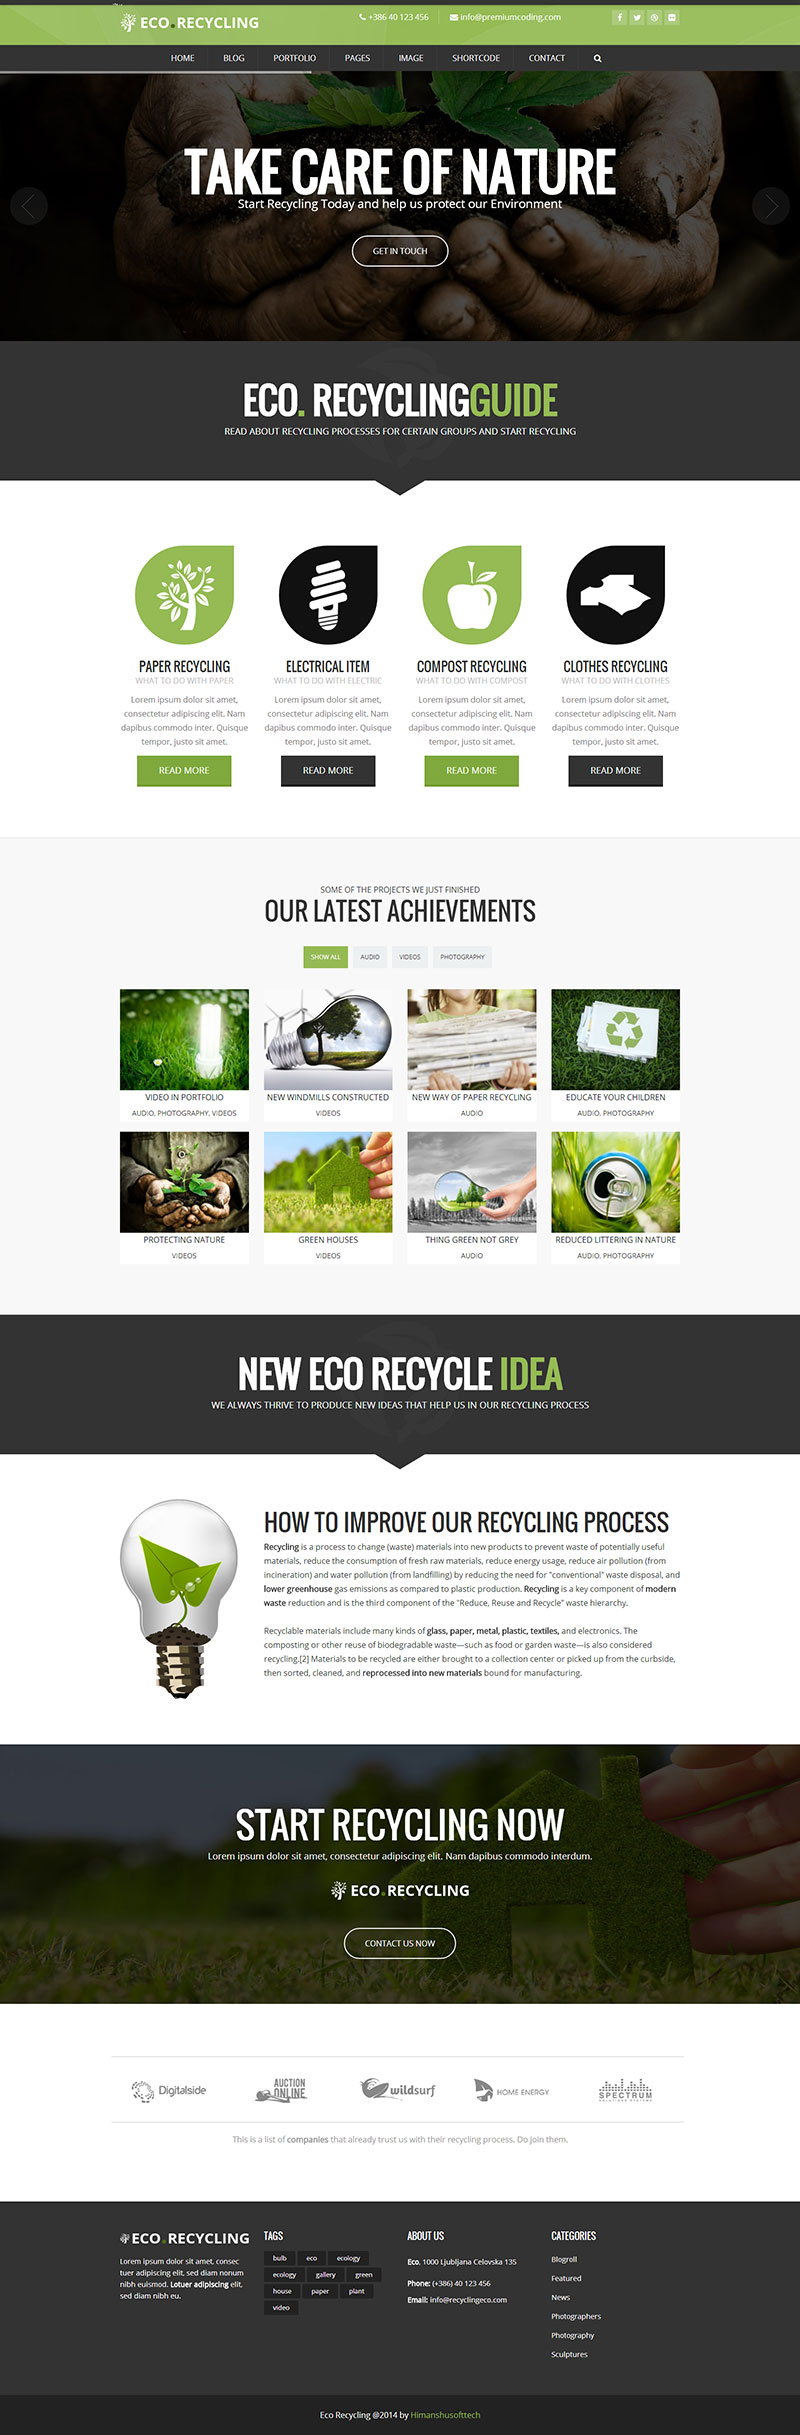 ECO.RECYCLING
+386 40 123 456
info@premiumcoding.com
HOME BLOG PORTFOLIO PAGES IMAGE SHORTCODE CONTACT
TAKE CARE OF NATURE
Start Recycling Today and help us protect our Environment
GET IN TOUCH
ECO. RECYCLINGGUIDE
READ ABOUT RECYCLING PROCESSES FOR CERTAIN GROUPS AND START RECYCLING
PAPER RECYCLING
WHAT TO DO WITH PAPER
Lorem ipsum dolor sit amet,
consectetur adipiscing elit. Nam
dapibus commodo inter. Quisque
tempor, justo sit amet.
READ MORE
ELECTRICAL ITEM
WHAT TO DO WITH ELECTRIC
Lorem ipsum dolor sit amet,
consectetur adipiscing elit. Nam
dapibus commodo inter. Quisque
tempor, justo sit amet.
READ MORE
COMPOST RECYCLING
WHAT TO DO WITH COMPOST
Lorem ipsum dolor sit amet,
consectetur adipiscing elit. Nam
dapibus commodo inter. Quisque
tempor, justo sit amet.
READ MORE
CLOTHES RECYCLING
WHAT TO DO WITH CLOTHES
Lorem ipsum dolor sit amet,
consectetur adipiscing elit. Nam
dapibus commodo inter. Quisque
tempor, justo sit amet.
READ MORE
SOME OF THE PROJECTS WE JUST FINISHED
OUR LATEST ACHIEVEMENTS
SHOW ALL AUDIO VIDEOS PHOTOGRAPHY
VIDEO IN PORTFOLIO
AUDIO, PHOTOGRAPHY, VIDEOS
NEW WINDMILLS CONSTRUCTED
VIDEOS
NEW WAY OF PAPER RECYCLING
AUDIO
EDUCATE YOUR CHILDREN
AUDIO, PHOTOGRAPHY
PROTECTING NATURE
VIDEOS
GREEN HOUSES
VIDEOS
THING GREEN NOT GREY
AUDIO
REDUCED LITTERING IN NATURE
AUDIO, PHOTOGRAPHY
NEW ECO RECYCLE IDEA
WE ALWAYS THRIVE TO PRODUCE NEW IDEAS THAT HELP US IN OUR RECYCLING PROCESS
HOW TO IMPROVE OUR RECYCLING PROCESS
Recycling is a process to change (waste) materials into new products to prevent waste of potentially useful
materials, reduce the consumption of fresh raw materials, reduce energy usage, reduce air pollution (from
incineration) and water pollution (from landfilling) by reducing the need for "conventional" waste disposal, and
lower greenhouse gas emissions as compared to plastic production. Recycling is a key component of modern
waste reduction and is the third component of the "Reduce, Reuse and Recycle" waste hierarchy.
Recyclable materials include many kinds of glass, paper, metal, plastic, textiles, and electronics. The
composting or other reuse of biodegradable waste—such as food or garden waste—is also considered
recycling.[2] Materials to be recycled are either brought to a collection center or picked up from the curbside,
then sorted, cleaned, and reprocessed into new materials bound for manufacturing.
START RECYCLING NOW
Lorem ipsum dolor sit amet, consectetur adipiscing elit. Nam dapibus commodo interdum.
ECO.RECYCLING
CONTACT US NOW
Digitalside
AUCTION
ONLINE
wildsurf
HOME ENERGY
SPECTRUM
SOLUTIONS SYSTEMS
This is a list of companies that already trust us with their recycling process. Do join them.
ECO.RECYCLING
Lorem ipsum dolor sit amet, consec
tuer adipiscing elit, sed diam nonum
nibh euismod. Lotuer adipiscing elit,
sed diam nibh eu.
TAGS
bulb eco ecology
ecology gallery green
house paper plant
video
ABOUT US
Eco. 1000 Ljubljana Celovska 135
Phone: (+386) 40 123 456
Email: info@recyclingeco.com
CATEGORIES
Blogroll
Featured
News
Photographers
Photography
Sculptures
Eco Recycling @2014 by Himanshusofttech